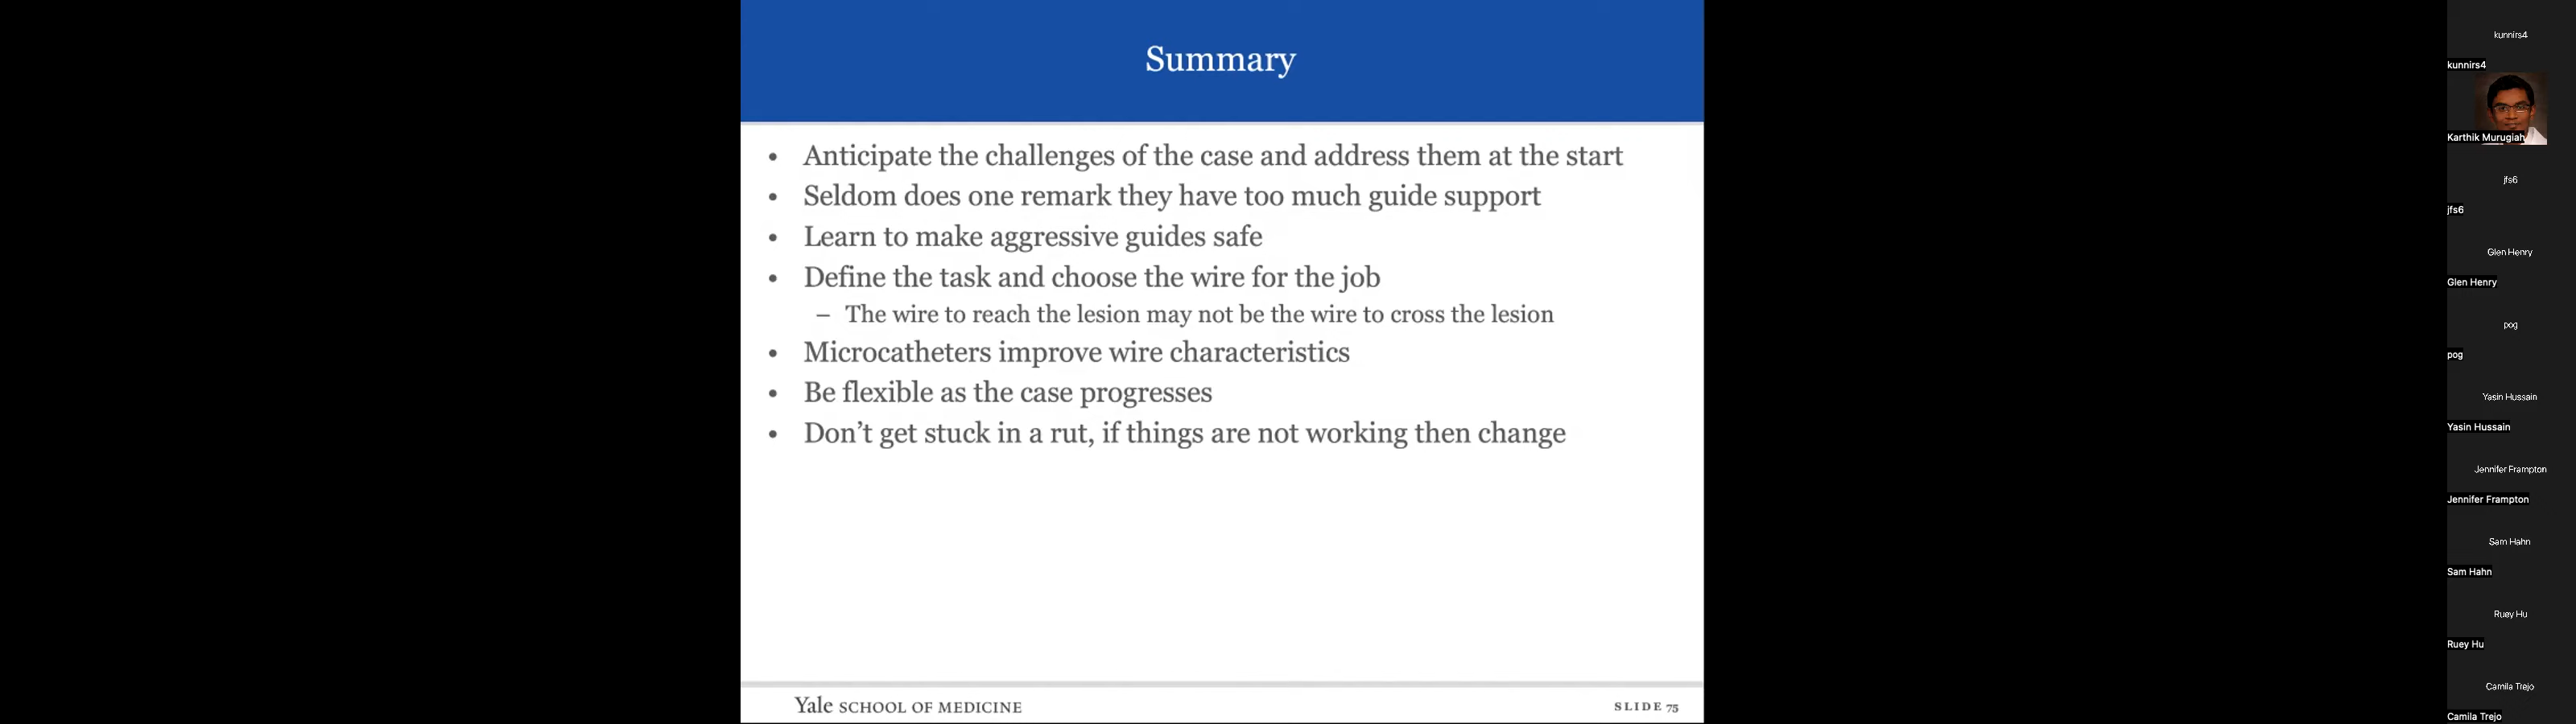 Summary
• Anticipate the challenges of the case and address them at the start
• Seldom does one remark they have too much guide support
• Learn to make aggressive guides safe
• Define the task and choose the wire for the job
– The wire to reach the lesion may not be the wire to cross the lesion
• Microcatheters improve wire characteristics
• Be flexible as the case progresses
• Don’t get stuck in a rut, if things are not working then change
Yale SCHOOL OF MEDICINE
SLIDE 75
kunnirs4
kunnirs4
Karthik Murugiah
jfs6
jfs6
Glen Henry
Glen Henry
pog
pog
Yasin Hussain
Yasin Hussain
Jennifer Frampton
Jennifer Frampton
Sam Hahn
Sam Hahn
Ruey Hu
Ruey Hu
Camila Trejo
Camila Trejo